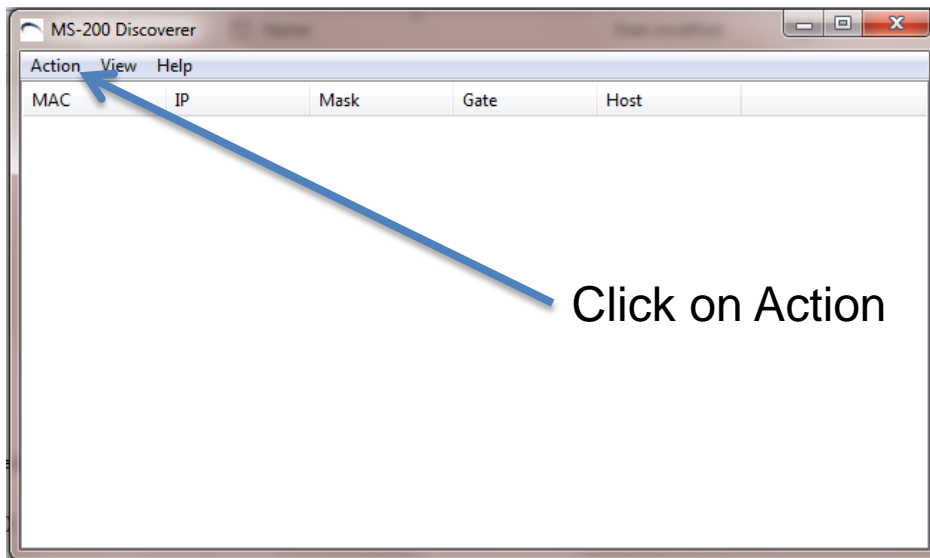 MS-200 Discoverer
Action View Help
MAC IP Mask Gate Host
Click on Action